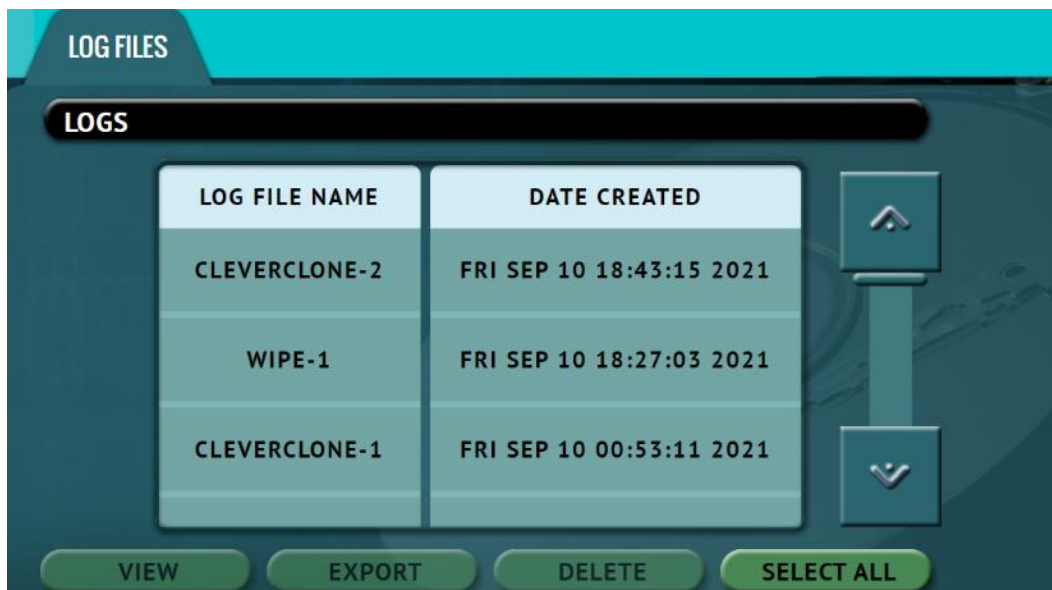 LOG FILES
LOGS
LOG FILE NAME DATE CREATED
CLEVERCLONE-2 FRI SEP 10 18:43:15 2021
WIPE-1 FRI SEP 10 18:27:03 2021
CLEVERCLONE-1 FRI SEP 10 00:53:11 2021
VIEW EXPORT DELETE SELECT ALL